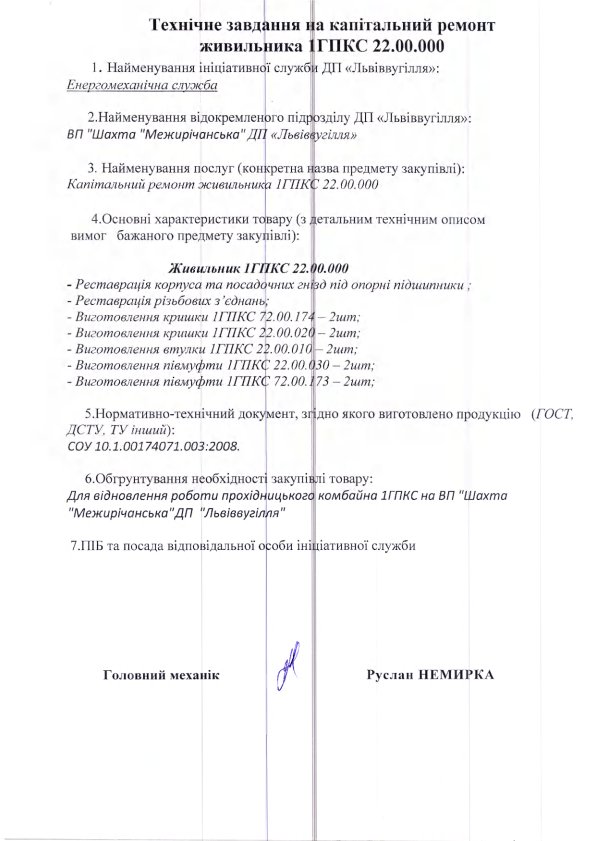 Технічне завдання на капітальний ремонт
живильника 1ГПКС 22.00.000
1. Найменування ініціативної служби ДП «Львіввугілля»:
Енергомеханічна служба
2.Найменування відокремленого підрозділу ДП «Львіввугілля»:
ВП "Шахта "Межирічанська" ДП «Львіввугілля»
3. Найменування послуг (конкретна назва предмету закупівлі):
Капітальний ремонт живильника 1ГПКС 22.00.000
4.Основні характеристики товару (з детальним технічним описом
вимог бажаного предмету закупівлі):
Живильник 1ГПКС 22.00.000
- Реставрація корпуса та посадочних гнізд під опорні підшипники ;
- Реставрація різьбових з'єднань;
- Виготовлення кришки 1ГПКС 72.00.174 – 2шт;
- Виготовлення кришки 1ГПКС 22.00.020 – 2шт;
- Виготовлення втулки 1ГПКС 22.00.010 – 2шт;
- Виготовлення півмуфти 1ГПКС 22.00.030 – 2шт;
- Виготовлення півмуфти 1ГПКС 72.00.173 – 2шт;
5.Нормативно-технічний документ, згідно якого виготовлено продукцію (ГОСТ,
ДСТУ, ТУ інший):
СОУ 10.1.00174071.003:2008.
6.Обгрунтування необхідності закупівлі товару:
Для відновлення роботи прохідницького комбайна 1ГПКС на ВП "Шахта
"Межирічанська"ДП "Львіввугілля"
7.ПІБ та посада відповідальної особи ініціативної служби
Головний механік Руслан НЕМИРКА